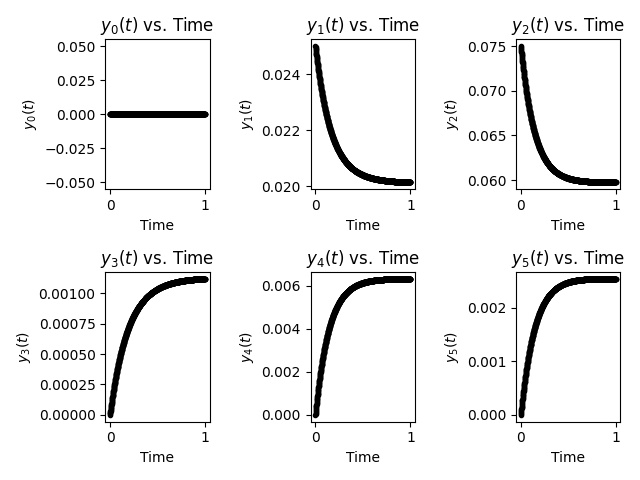 y₀(t) vs. Time
y₁(t) vs. Time
y₂(t) vs. Time
0.050
0.025
0.000
−0.025
−0.050
y₀(t)
0 1
Time
0.024
0.022
0.020
y₁(t)
0 1
Time
0.075
0.070
0.065
0.060
y₂(t)
0 1
Time
y₃(t) vs. Time
y₄(t) vs. Time
y₅(t) vs. Time
0.00100
0.00075
0.00050
0.00025
0.00000
y₃(t)
0 1
Time
0.006
0.004
0.002
0.000
y₄(t)
0 1
Time
0.002
0.001
0.000
y₅(t)
0 1
Time